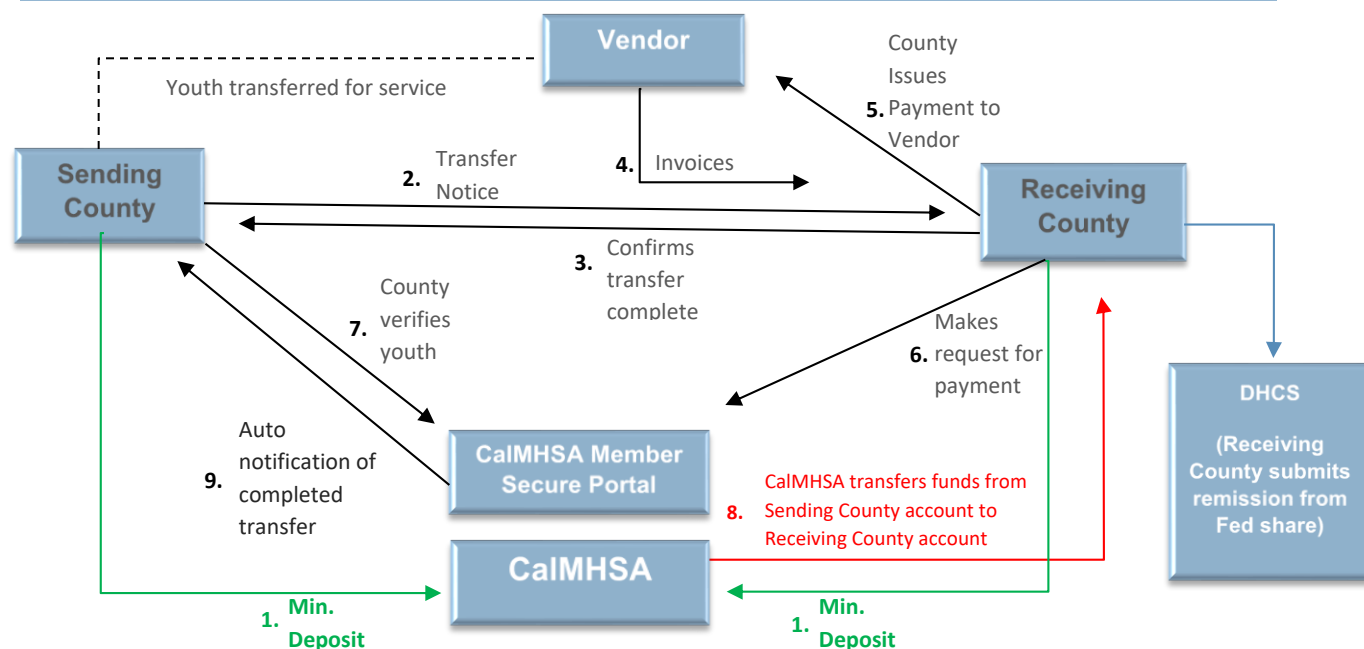 Vendor
County
Issues
5. Payment to
Vendor
Youth transferred for service
Sending
County
2. Transfer
Notice
4. Invoices
Receiving
County
3. Confirms
transfer
complete
County
7. verifies
youth
Makes
6. request for
payment
DHCS
(Receiving
County submits
remission from
Fed share)
Auto
notification of
9. completed
transfer
CalMHSA Member
Secure Portal
CalMHSA transfers funds from
8. Sending County account to
Receiving County account
CalMHSA
1. Min.
Deposit
1. Min.
Deposit